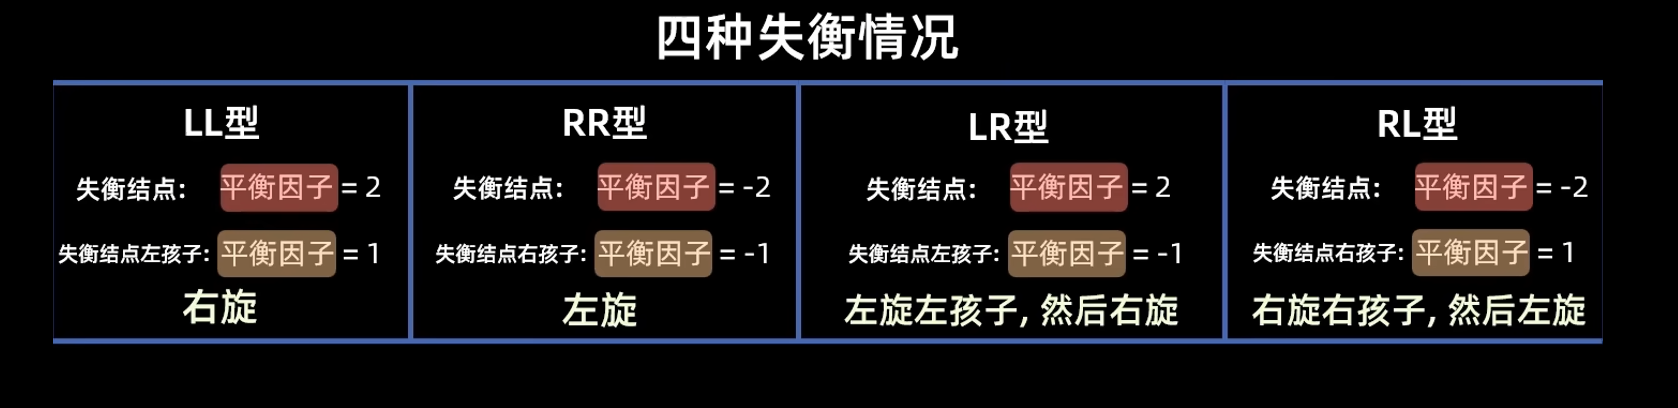 四种失衡情况
LL型
失衡结点: 平衡因子 = 2
失衡结点左孩子: 平衡因子 = 1
右旋
RR型
失衡结点: 平衡因子 = -2
失衡结点右孩子: 平衡因子 = -1
左旋
LR型
失衡结点: 平衡因子 = 2
失衡结点左孩子: 平衡因子 = -1
左旋左孩子, 然后右旋
RL型
失衡结点: 平衡因子 = -2
失衡结点右孩子: 平衡因子 = 1
右旋右孩子, 然后左旋